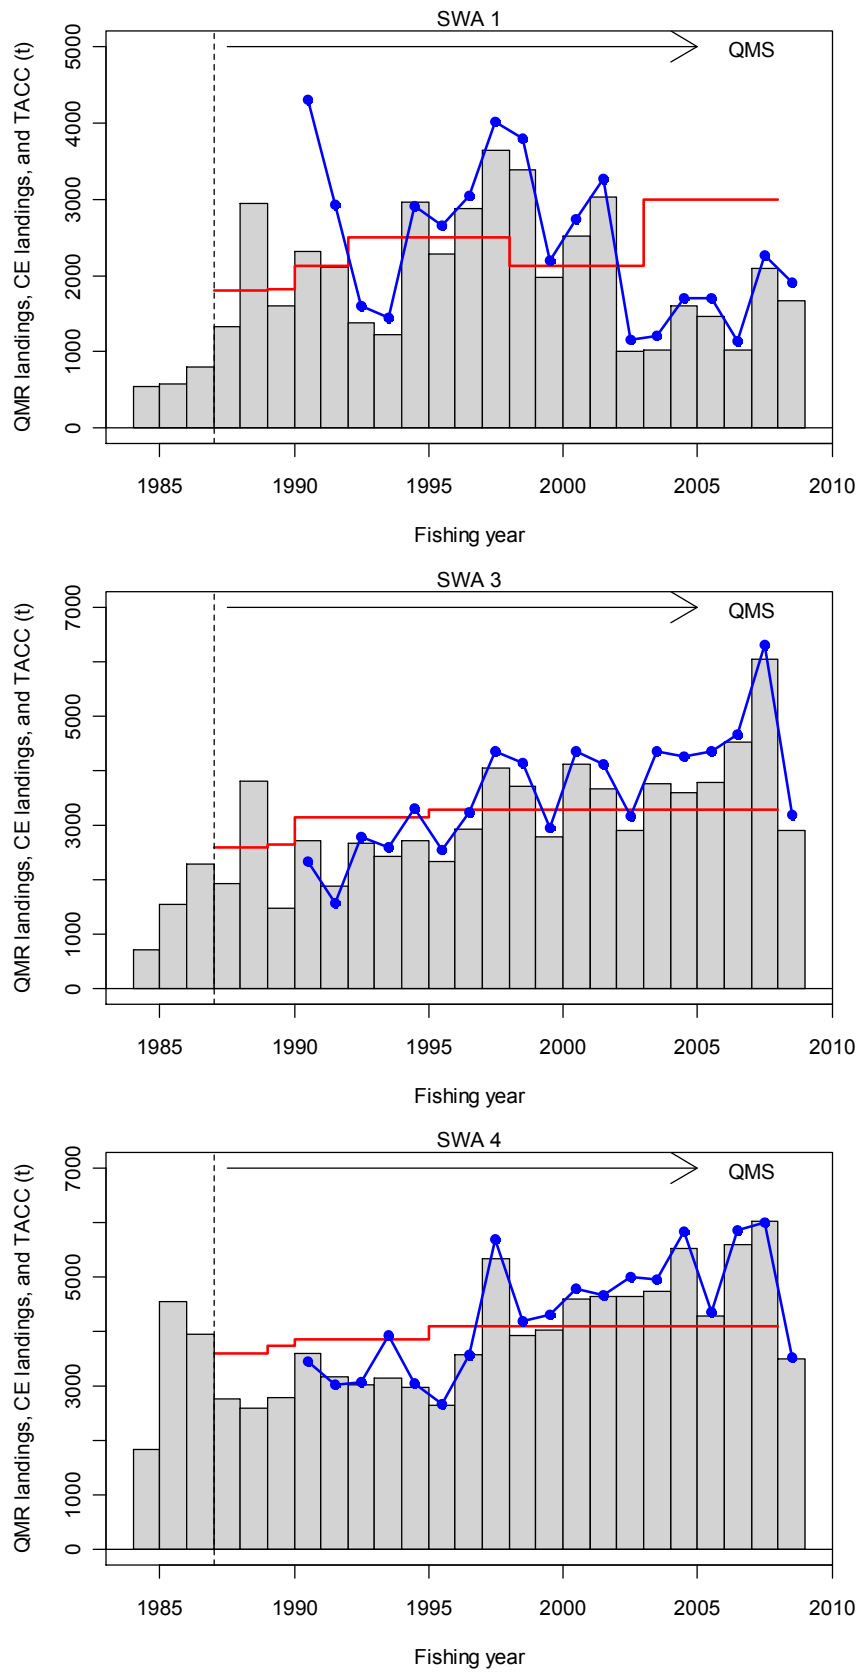 SWA 1
QMS
QMR landings, CE landings, and TACC (t)
5000
4000
3000
2000
1000
0
1985 1990 1995 2000 2005 2010
Fishing year
SWA 3
QMS
QMR landings, CE landings, and TACC (t)
7000
5000
3000
1000
0
1985 1990 1995 2000 2005 2010
Fishing year
SWA 4
QMS
QMR landings, CE landings, and TACC (t)
7000
5000
3000
1000
0
1985 1990 1995 2000 2005 2010
Fishing year